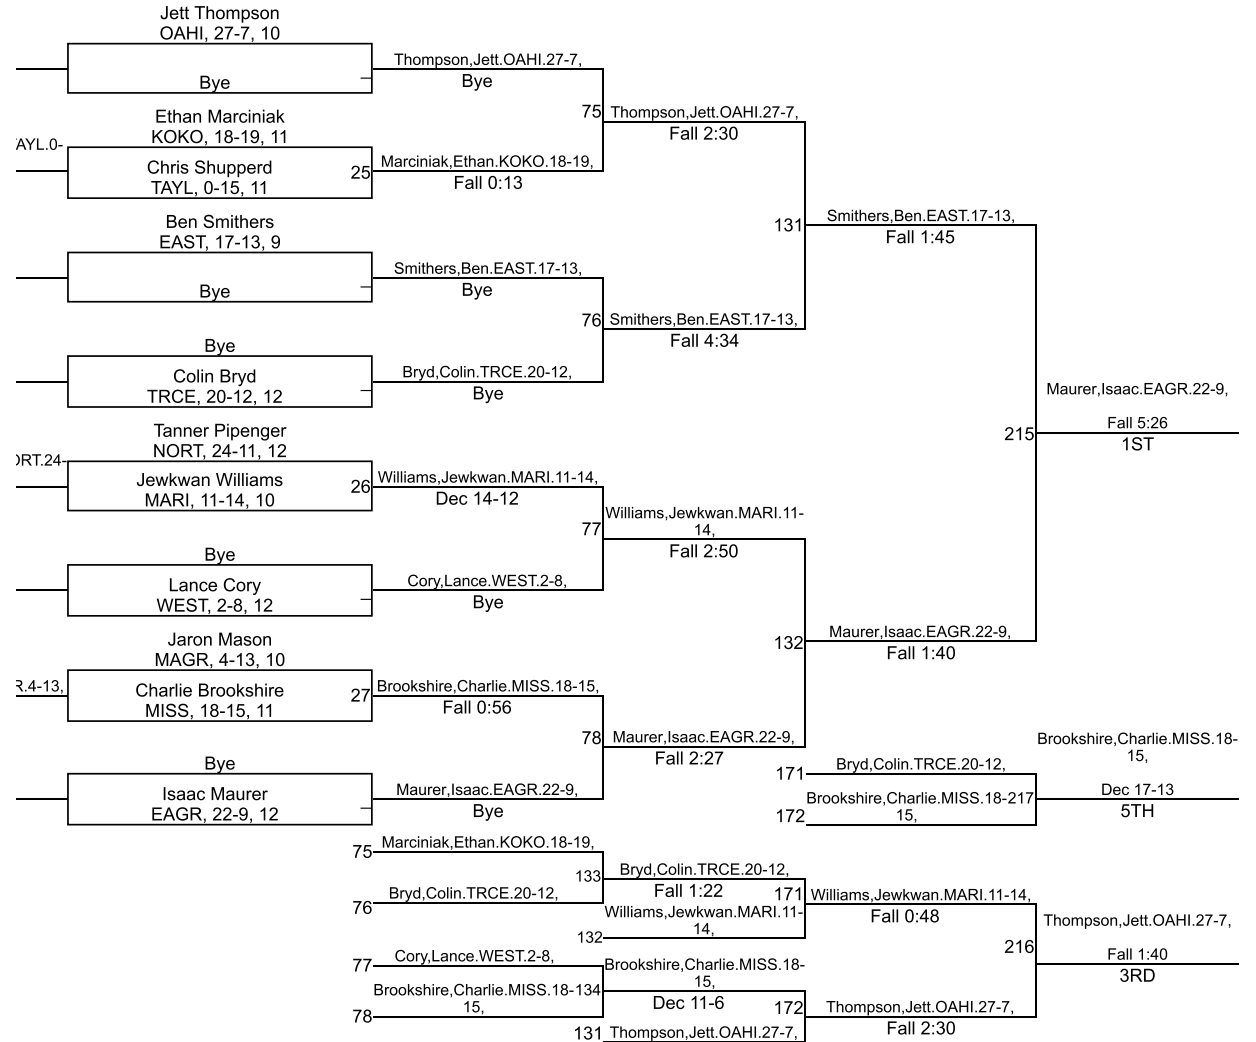 Jett Thompson
OAHI, 27-7, 10
Bye
Thompson,Jett.OAHI.27-7,
Bye
Ethan Marciniak
KOKO, 18-19, 11
AYL.0-
Chris Shupperd
TAYL, 0-15, 11
25
Marciniak,Ethan.KOKO.18-19,
Fall 0:13
75
Thompson,Jett.OAHI.27-7,
Fall 2:30
Ben Smithers
EAST, 17-13, 9
Bye
Smithers,Ben.EAST.17-13,
Bye
131
Smithers,Ben.EAST.17-13,
Fall 1:45
76
Smithers,Ben.EAST.17-13,
Fall 4:34
Bye
Colin Bryd
TRCE, 20-12, 12
Bryd,Colin.TRCE.20-12,
Bye
215
Maurer,Isaac.EAGR.22-9,
Fall 5:26
1ST
Tanner Pipenger
NORT, 24-11, 12
ORT.24-
Jewkwan Williams
MARI, 11-14, 10
26
Williams,Jewkwan.MARI.11-14,
Dec 14-12
77
Williams,Jewkwan.MARI.11-
14,
Fall 2:50
Bye
Lance Cory
WEST, 2-8, 12
Cory,Lance.WEST.2-8,
Bye
132
Maurer,Isaac.EAGR.22-9,
Fall 1:40
Jaron Mason
MAGR, 4-13, 10
R.4-13,
Charlie Brookshire
MISS, 18-15, 11
27
Brookshire,Charlie.MISS.18-15,
Fall 0:56
78
Maurer,Isaac.EAGR.22-9,
Fall 2:27
Bye
Isaac Maurer
EAGR, 22-9, 12
Maurer,Isaac.EAGR.22-9,
Bye
171
Bryd,Colin.TRCE.20-12,
172
Brookshire,Charlie.MISS.18-217
15,
Brookshire,Charlie.MISS.18-
15,
Dec 17-13
5TH
75
Marciniak,Ethan.KOKO.18-19,
76
Bryd,Colin.TRCE.20-12,
133
Bryd,Colin.TRCE.20-12,
Fall 1:22
132
Williams,Jewkwan.MARI.11-
14,
171
Williams,Jewkwan.MARI.11-14,
Fall 0:48
77
Cory,Lance.WEST.2-8,
78
Brookshire,Charlie.MISS.18-134
15,
Brookshire,Charlie.MISS.18-
15,
Dec 11-6
131
Thompson,Jett.OAHI.27-7,
172
Thompson,Jett.OAHI.27-7,
Fall 2:30
216
Thompson,Jett.OAHI.27-7,
Fall 1:40
3RD